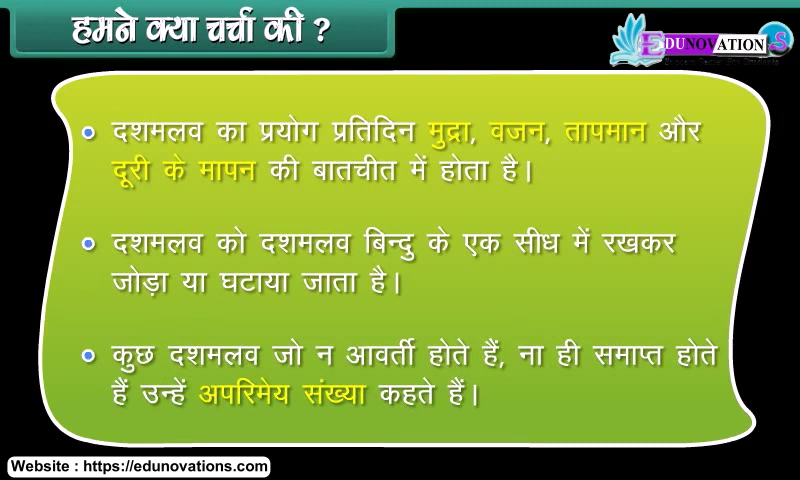 हमने क्या चर्चा की ?
EDUNOVATIONS
दशमलव का प्रयोग प्रतिदिन मुद्रा, वजन, तापमान और
दूरी के मापन की बातचीत में होता है।
दशमलव को दशमलव बिन्दु के एक सीध में रखकर
जोड़ा या घटाया जाता है।
कुछ दशमलव जो न आवर्ती होते हैं, ना ही समाप्त होते
हैं उन्हें अपरिमेय संख्या कहते हैं।
Website : https://edunovations.com